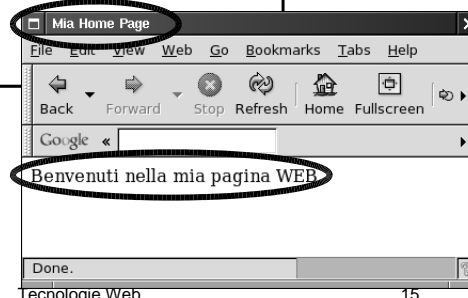 Mia Home Page
File Edit View Web Go Bookmarks Tabs Help
Back Forward Stop Refresh Home Fullscreen
Google «
Benvenuti nella mia pagina WEB
Done.
Tecnologie Web 15